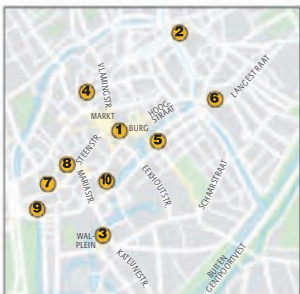 2
VLAMINGSTR.
LANGESTRAAT
4
6
HOOG-
STRAAT
MARKT
1
BURG
5
STEENSTR.
8
MARIASTR.
10
EEKHOUTSTR.
SCHAARSTRAAT
7
9
WAL-
PLEIN
3
KATELINESTR.
BUITEN
GENTPOORTVEST